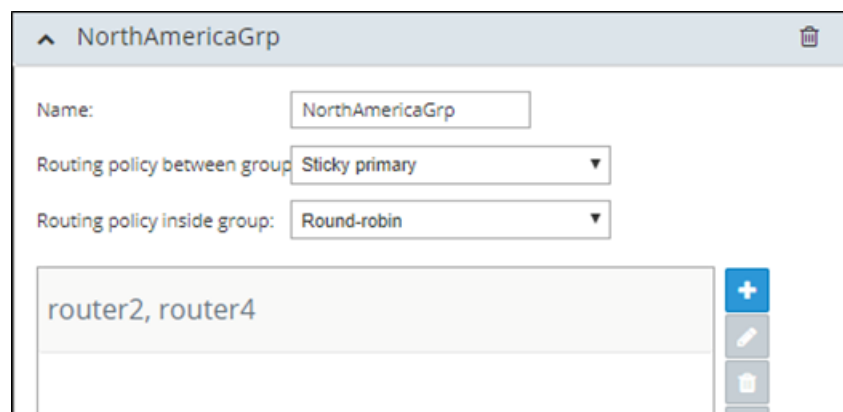 NorthAmericaGrp
Name: NorthAmericaGrp
Routing policy between group Sticky primary
Routing policy inside group: Round-robin
router2, router4